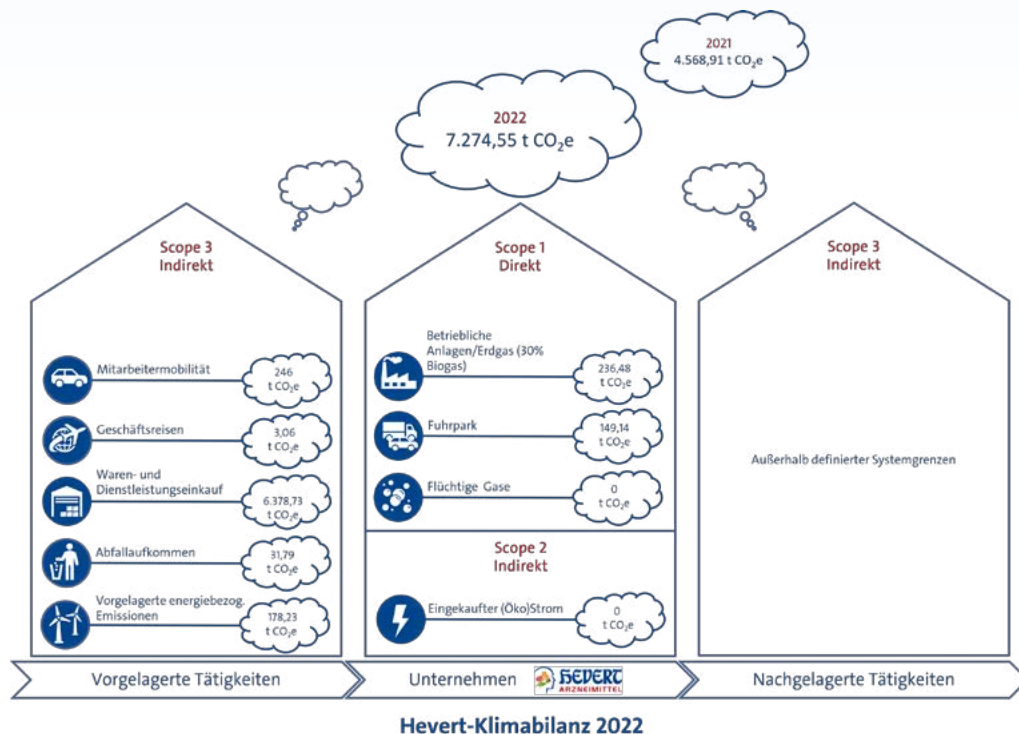 2021
4.568,91 t CO₂e
2022
7.274,55 t CO₂e
Scope 3
Indirekt
Mitarbeitermobilität
246
t CO₂e
Geschäftsreisen
3,06
t CO₂e
Waren- und
Dienstleistungseinkauf
6.378,73
t CO₂e
Abfallaufkommen
31,79
t CO₂e
Vorgelagerte energiebezog.
Emissionen
178,23
t CO₂e
Scope 1
Direkt
Betriebliche
Anlagen/Erdgas (30%
Biogas)
236,48
t CO₂e
Fuhrpark
149,14
t CO₂e
Flüchtige Gase
0
t CO₂e
Scope 2
Indirekt
Eingekaufter (Öko)Strom
0
t CO₂e
Scope 3
Indirekt
Außerhalb definierter Systemgrenzen
Vorgelagerte Tätigkeiten
Unternehmen
HEVERT
ARZNEIMITTEL
Nachgelagerte Tätigkeiten
Hevert-Klimabilanz 2022